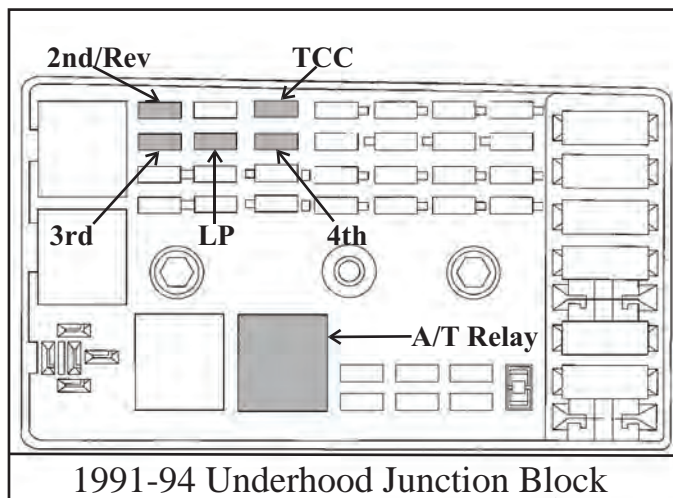 2nd/Rev TCC
3rd LP 4th
A/T Relay
1991-94 Underhood Junction Block